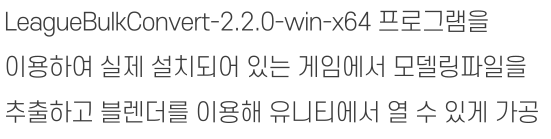 LeagueBulkConvert-2.2.0-win-x64 프로그램을
이용하여 실제 설치되어 있는 게임에서 모델링파일을
추출하고 블렌더를 이용해 유니티에서 열 수 있게 가공